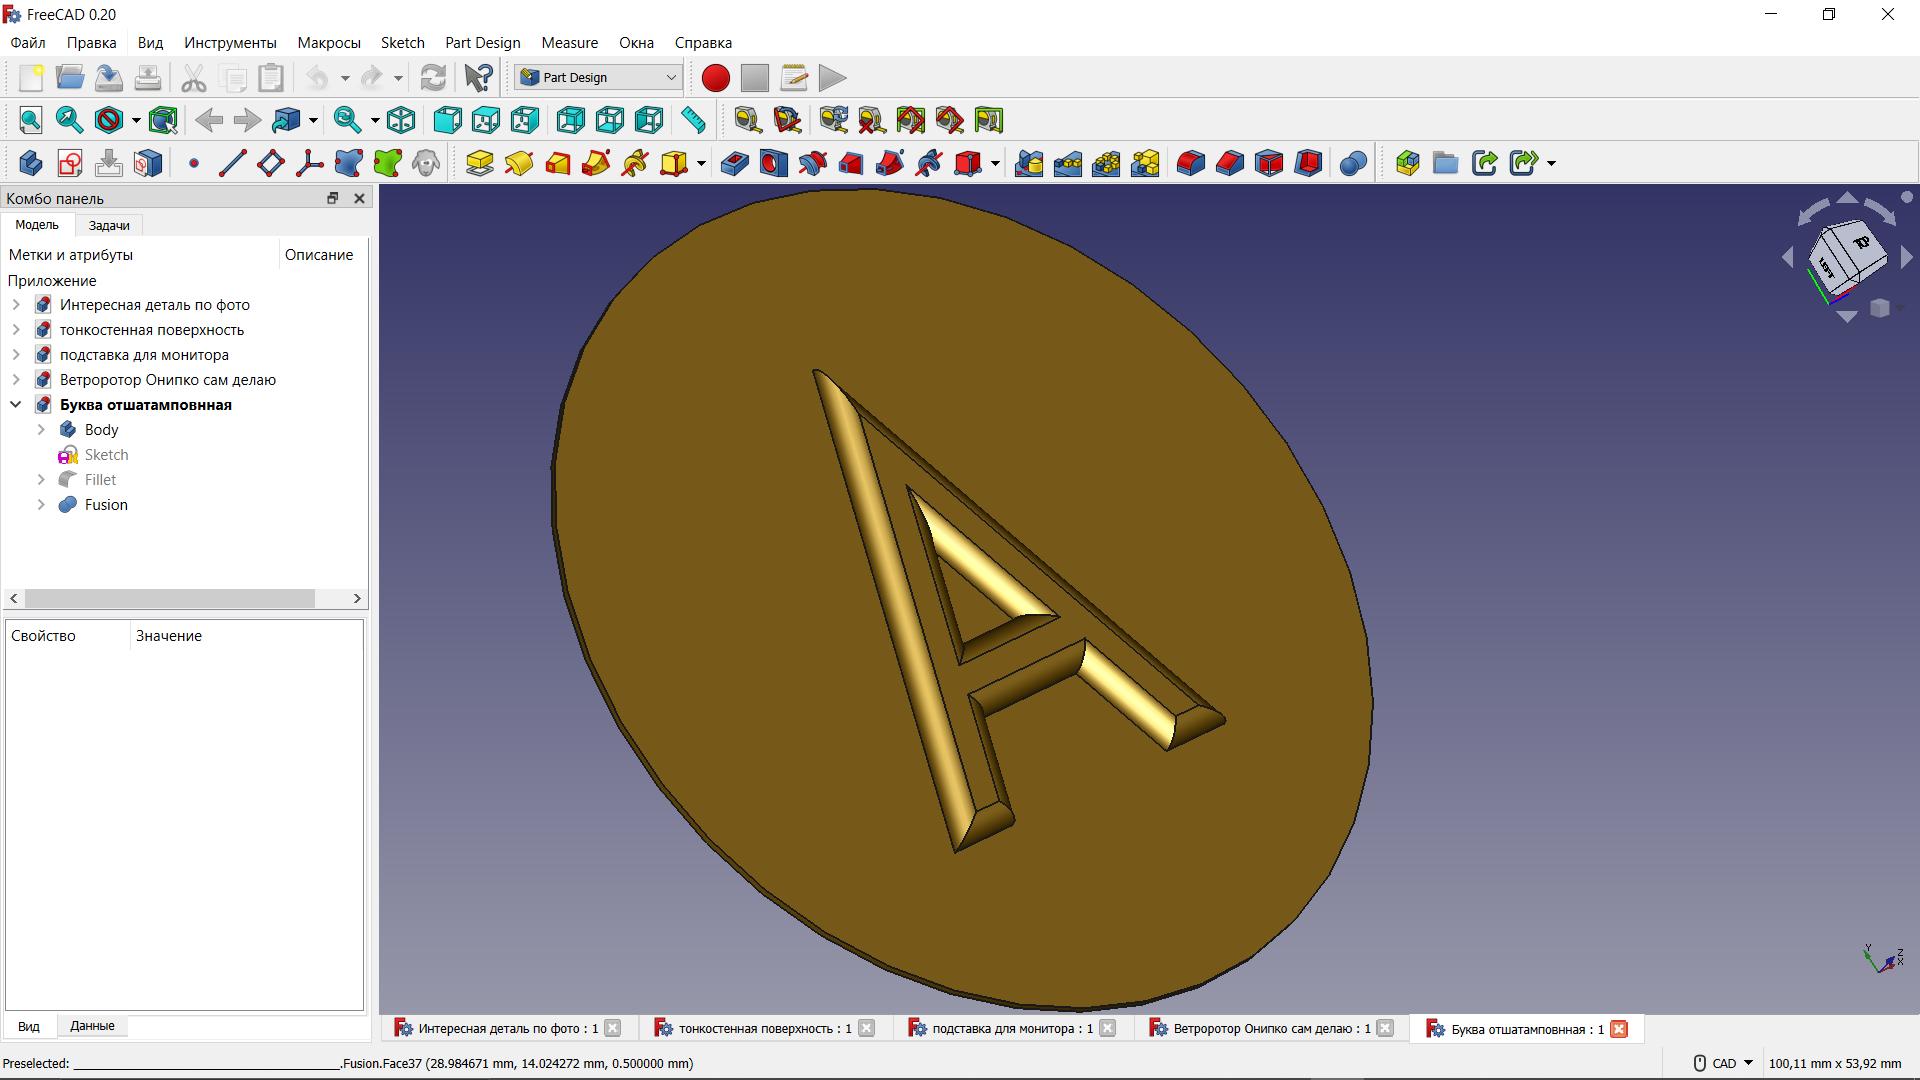 FreeCAD 0.20
Файл Правка Вид Инструменты Макросы Sketch Part Design Measure Окна Справка
Part Design
Комбо панель
Модель Задачи
Метки и атрибуты Описание
Приложение
Интересная деталь по фото
тонкостенная поверхность
подставка для монитора
Ветроротор Онипко сам делаю
Буква отшатамповнная
Body
Sketch
Fillet
Fusion
Свойство Значение
Вид Данные
Интересная деталь по фото : 1 тонкостенная поверхность : 1 подставка для монитора : 1 Ветроротор Онипко сам делаю : 1 Буква отшатамповнная : 1
Preselected: ______________________________________.Fusion.Face37 (28.984671 mm, 14.024272 mm, 0.500000 mm)
CAD 100,11 mm x 53,92 mm
A
Y
Z
X